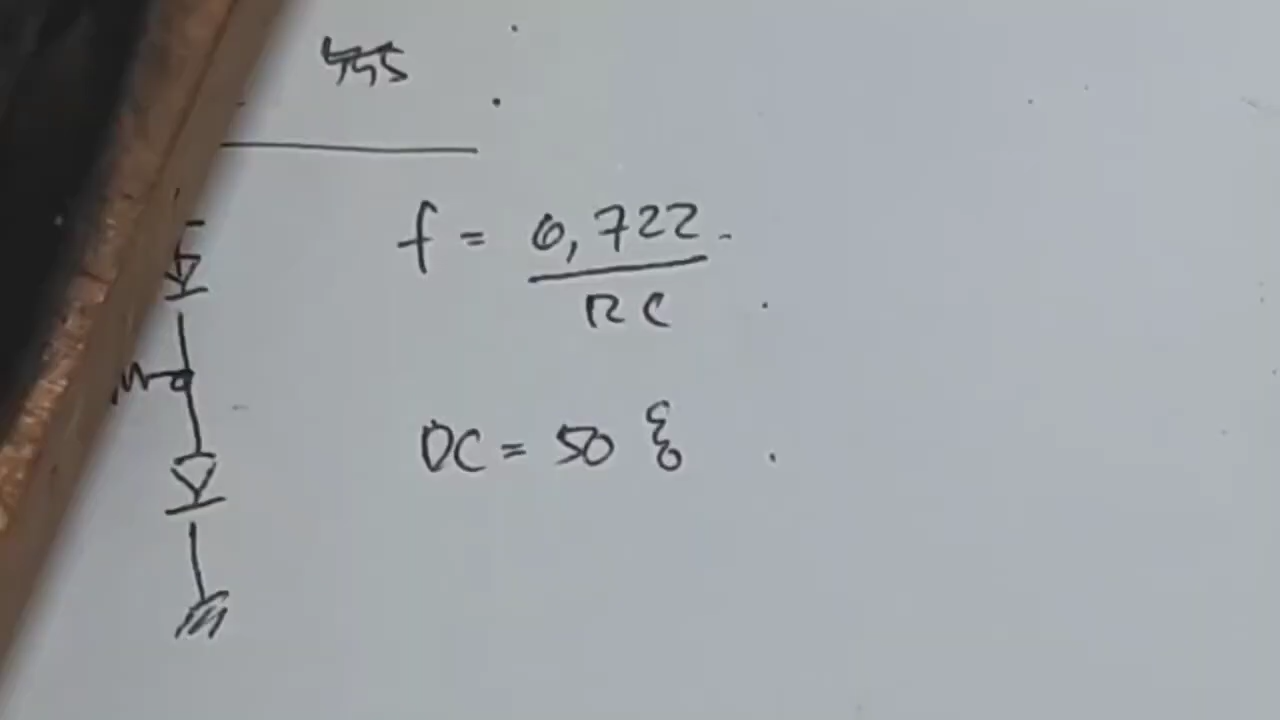 555
f = 0,722
RC
DC = 50 %